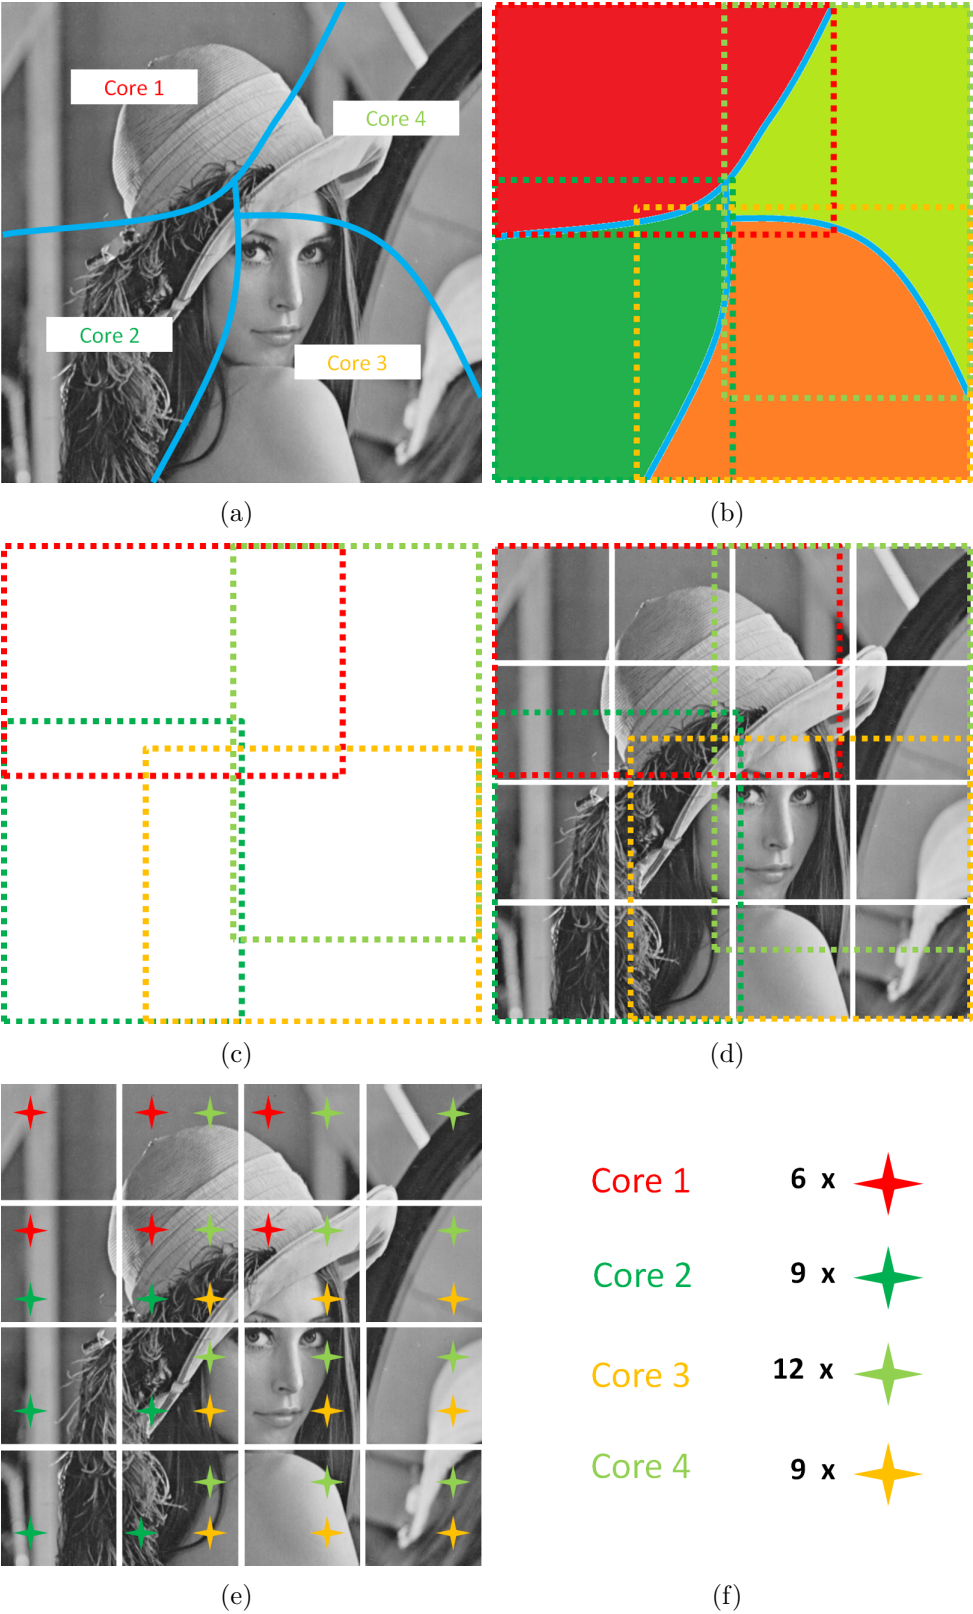 Core 1
Core 4
Core 2
Core 3
(a)
(b)
(c)
(d)
(e)
Core 1 6 x
Core 2 9 x
Core 3 12 x
Core 4 9 x
(f)